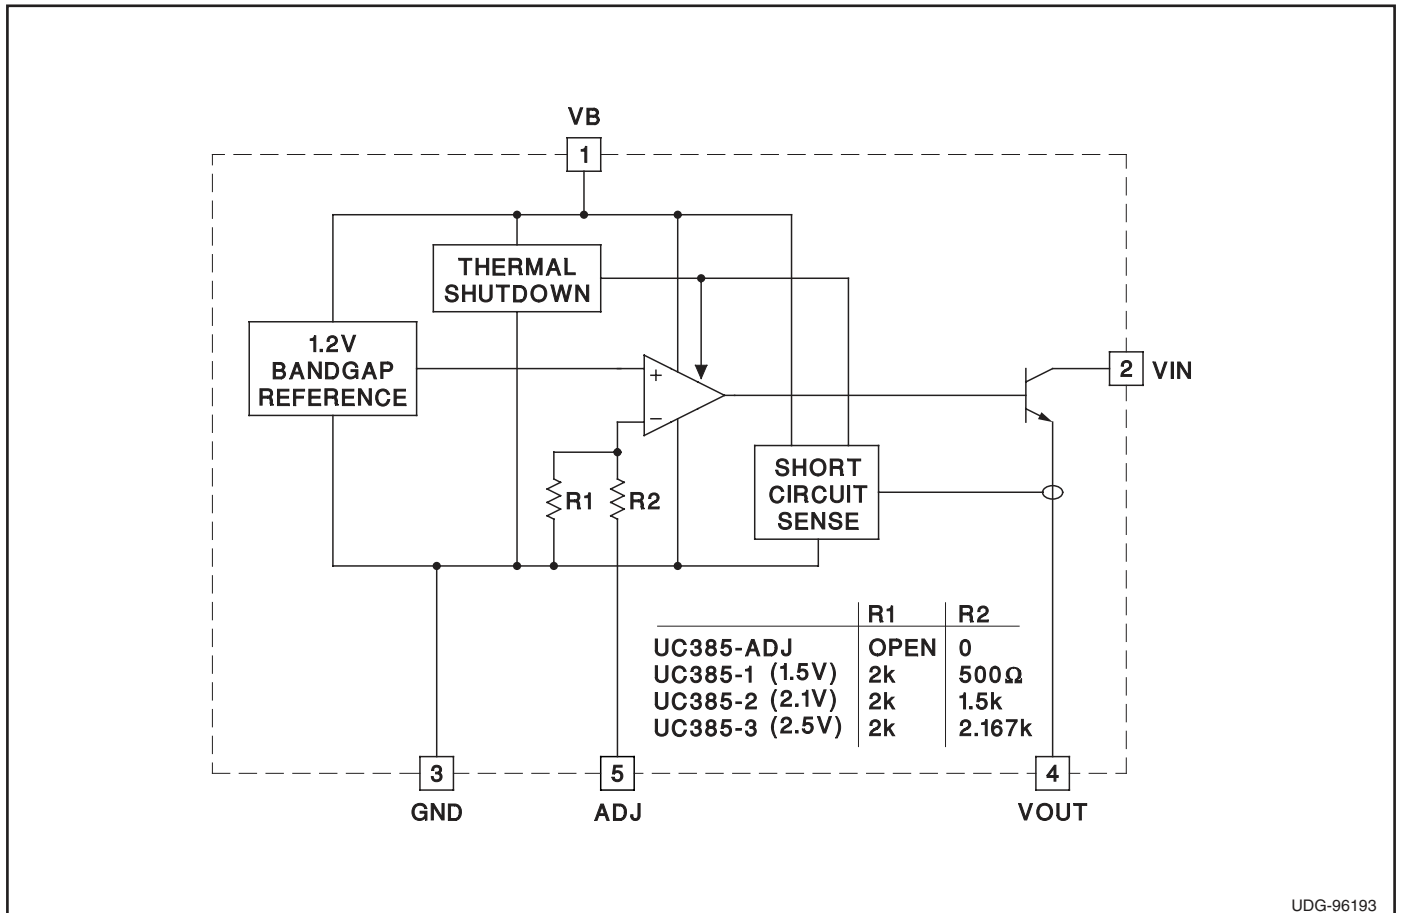 VB
1
THERMAL
SHUTDOWN
1.2V
BANDGAP
REFERENCE
+
−
2 VIN
R1 R2
SHORT
CIRCUIT
SENSE
R1 R2
UC385-ADJ OPEN 0
UC385-1 (1.5V) 2k 500Ω
UC385-2 (2.1V) 2k 1.5k
UC385-3 (2.5V) 2k 2.167k
3 5 4
GND ADJ VOUT
UDG-96193